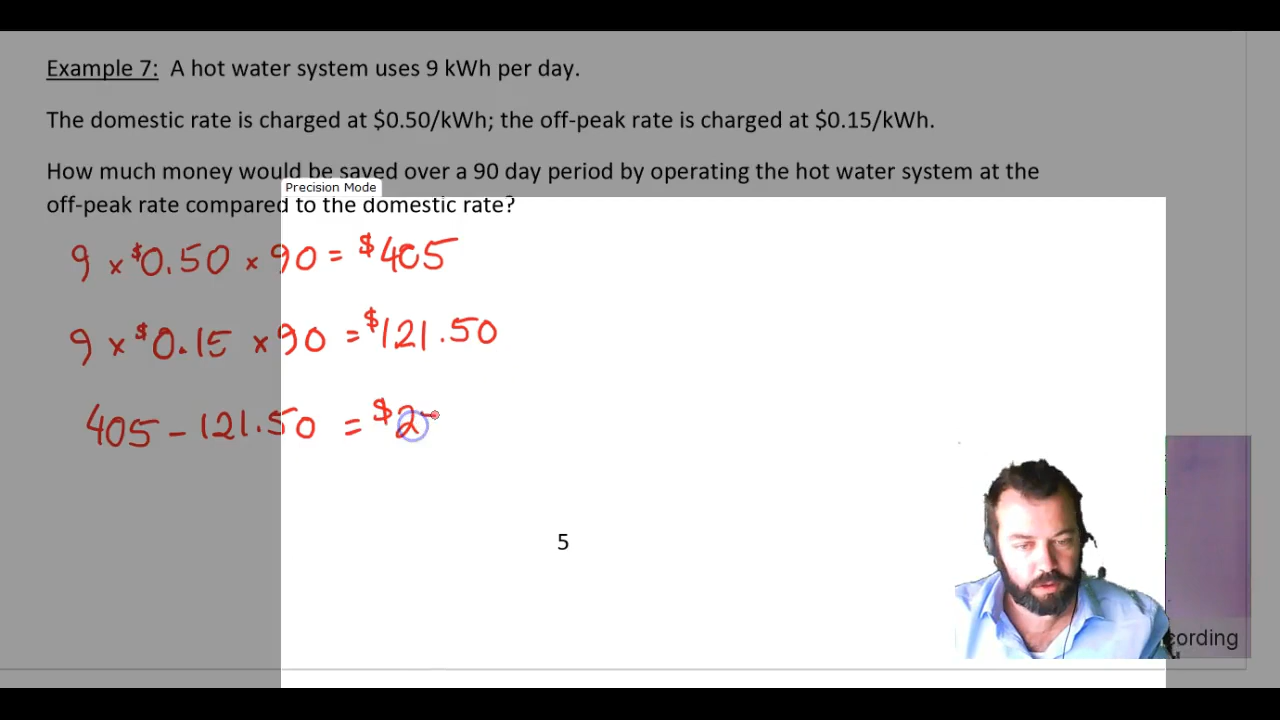 Example 7: A hot water system uses 9 kWh per day.
The domestic rate is charged at $0.50/kWh; the off-peak rate is charged at $0.15/kWh.
How much money would be saved over a 90 day period by operating the hot water system at the
Precision Mode
off-peak rate compared to the domestic rate?
9 × $0.50 × 90 = $405
9 × $0.15 × 90 = $121.50
405 - 121.50 = $2
5
cording